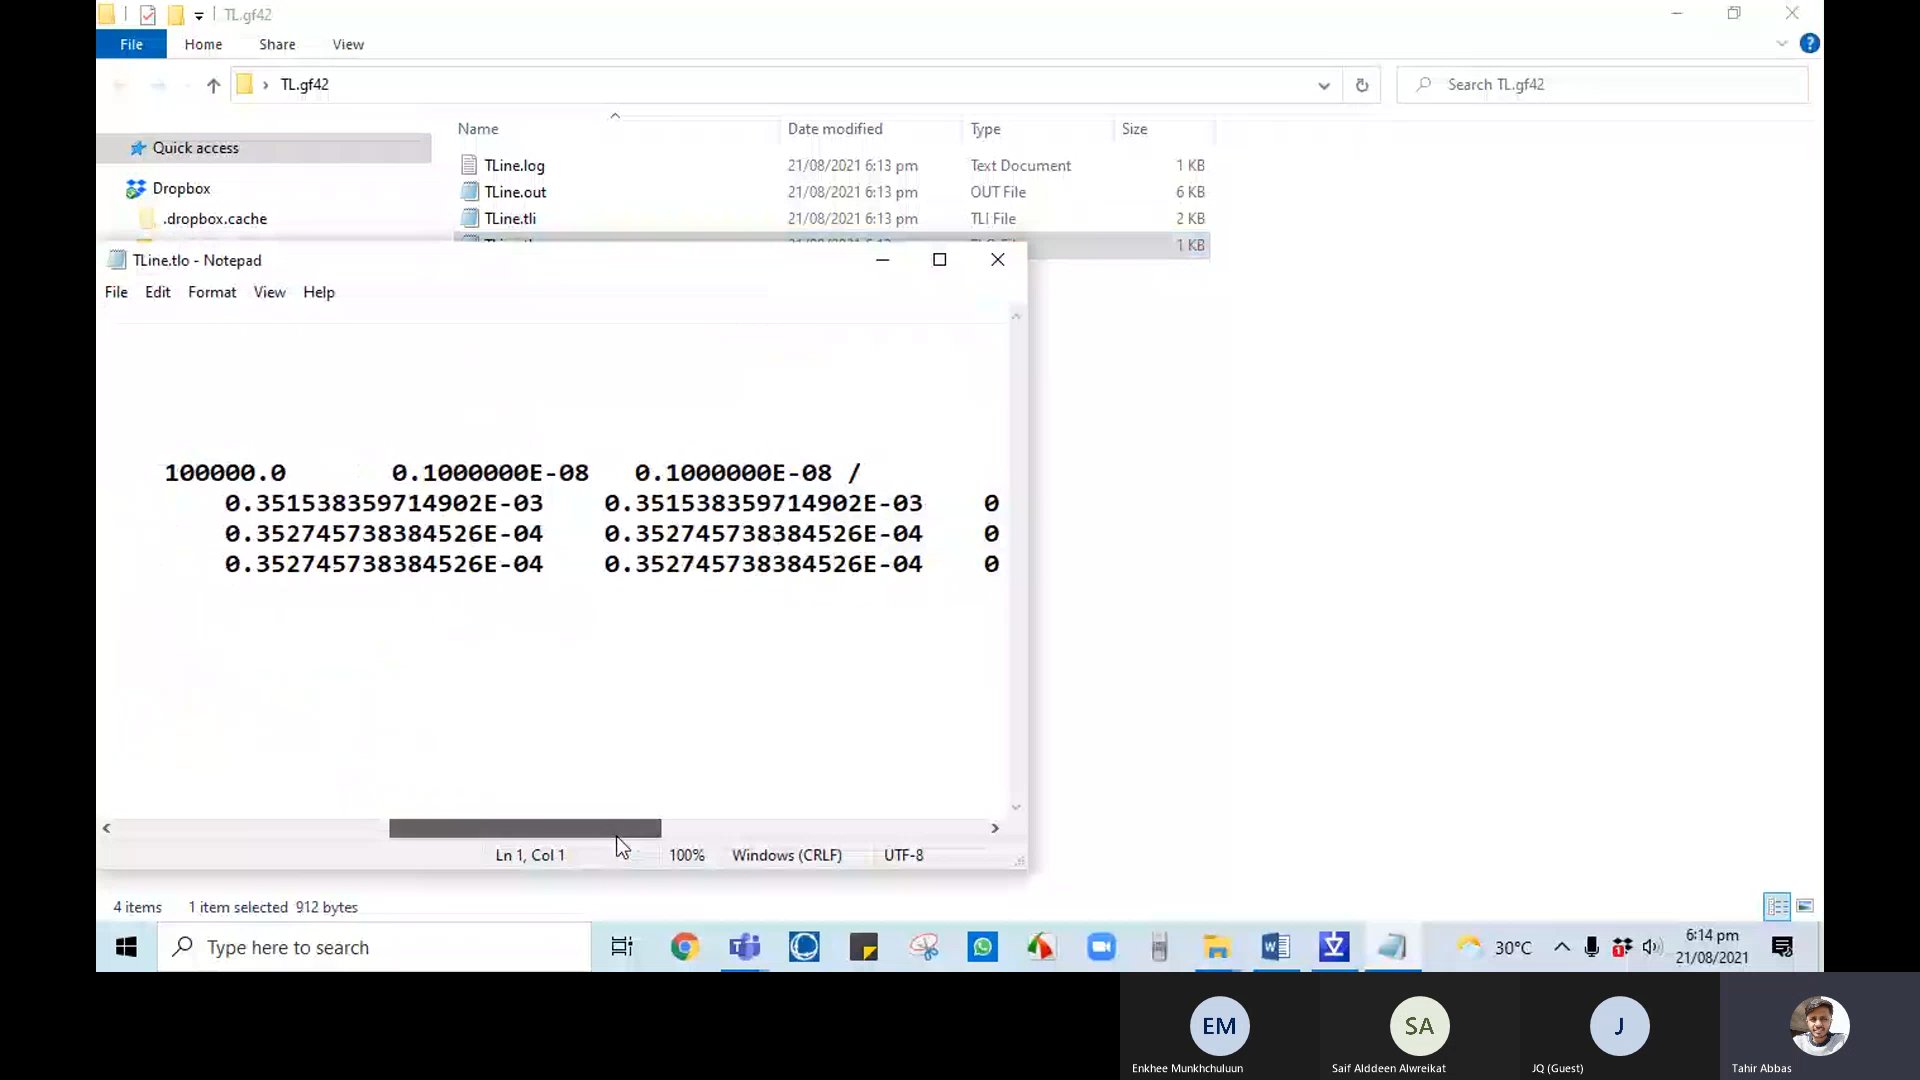 TL.gf42
File Home Share View
TL.gf42
Search TL.gf42
Name Date modified Type Size
Quick access
TLine.log 21/08/2021 6:13 pm Text Document 1 KB
Dropbox
TLine.out 21/08/2021 6:13 pm OUT File 6 KB
.dropbox.cache
TLine.tli 21/08/2021 6:13 pm TLI File 2 KB
1 KB
TLine.tlo - Notepad
File Edit Format View Help
100000.0 0.1000000E-08 0.1000000E-08 /
0.351538359714902E-03 0.351538359714902E-03 0
0.352745738384526E-04 0.352745738384526E-04 0
0.352745738384526E-04 0.352745738384526E-04 0
Ln 1, Col 1 100% Windows (CRLF) UTF-8
4 items 1 item selected 912 bytes
Type here to search
30°C
6:14 pm
21/08/2021
EM SA J
Enkhee Munkhchuluun Saif Alddeen Alwreikat JQ (Guest) Tahir Abbas